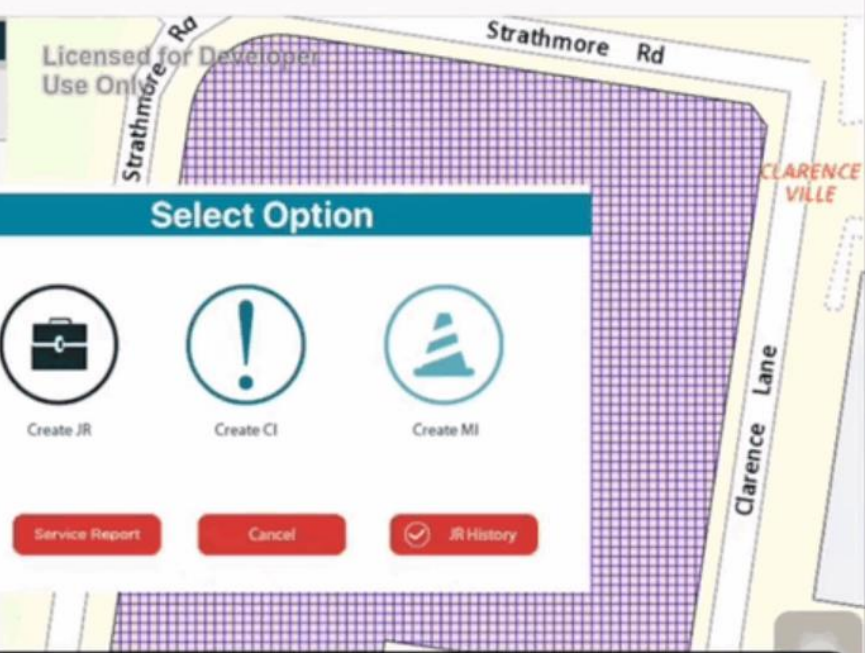 Strathmore Rd
Licensed for Developer
Use Only
Strathmore Rd
CLARENCE
VILLE
Select Option
Create JR
Create CI
Create MI
Clarence Lane
Service Report
Cancel
JR History